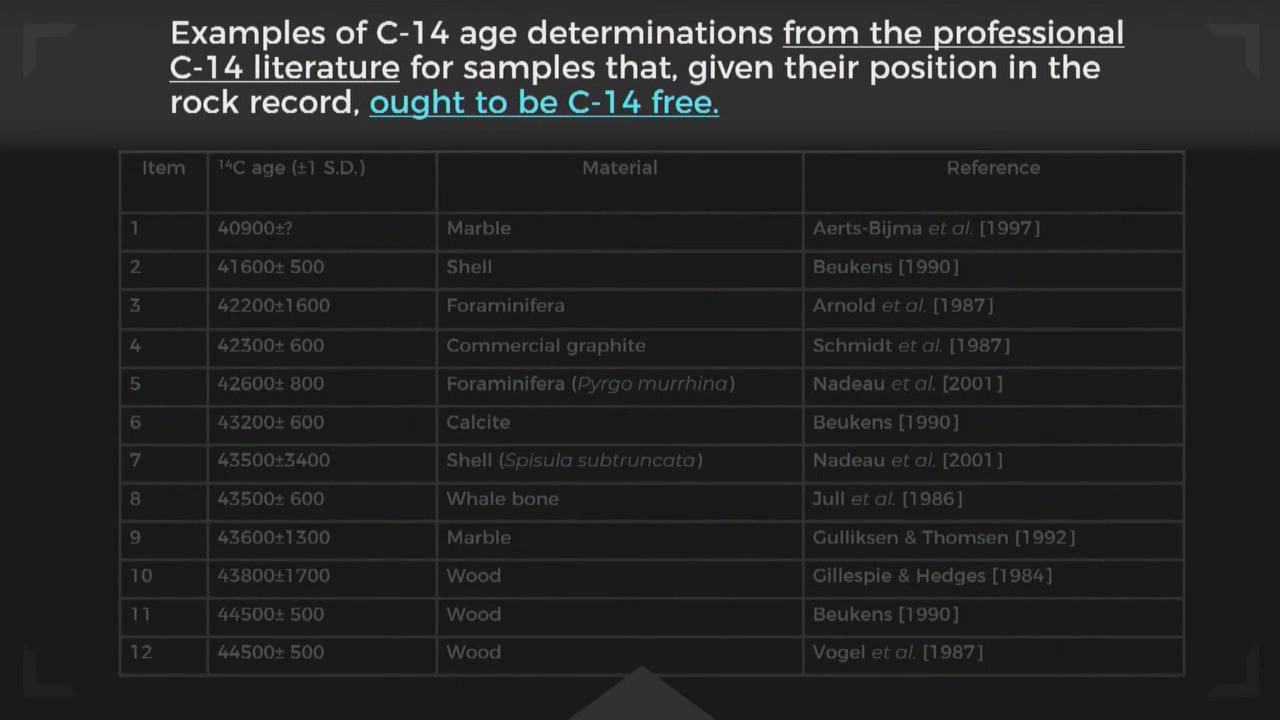 Examples of C-14 age determinations from the professional
C-14 literature for samples that, given their position in the
rock record, ought to be C-14 free.
Item ¹⁴C age (±1 S.D.) Material Reference
1 40900±? Marble Aerts-Bijma et al. [1997]
2 41600± 500 Shell Beukens [1990]
3 42200±1600 Foraminifera Arnold et al. [1987]
4 42300± 600 Commercial graphite Schmidt et al. [1987]
5 42600± 800 Foraminifera (Pyrgo murrhina) Nadeau et al. [2001]
6 43200± 600 Calcite Beukens [1990]
7 43500±3400 Shell (Spisula subtruncata) Nadeau et al. [2001]
8 43500± 600 Whale bone Jull et al. [1986]
9 43600±1300 Marble Gulliksen & Thomsen [1992]
10 43800±1700 Wood Gillespie & Hedges [1984]
11 44500± 500 Wood Beukens [1990]
12 44500± 500 Wood Vogel et al. [1987]